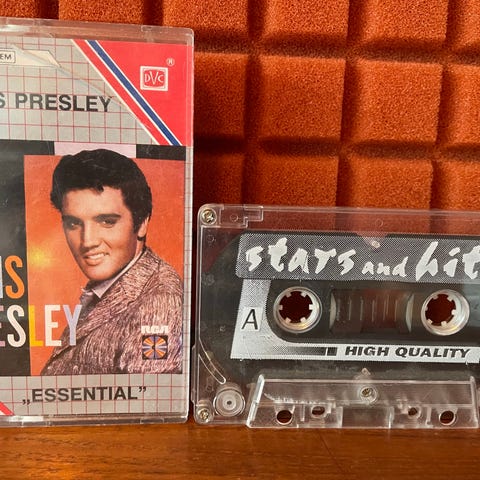 EM
S PRESLEY
DVC
®
IS
ESLEY
RCA
„ESSENTIAL”
stars and hit
A
HIGH QUALITY